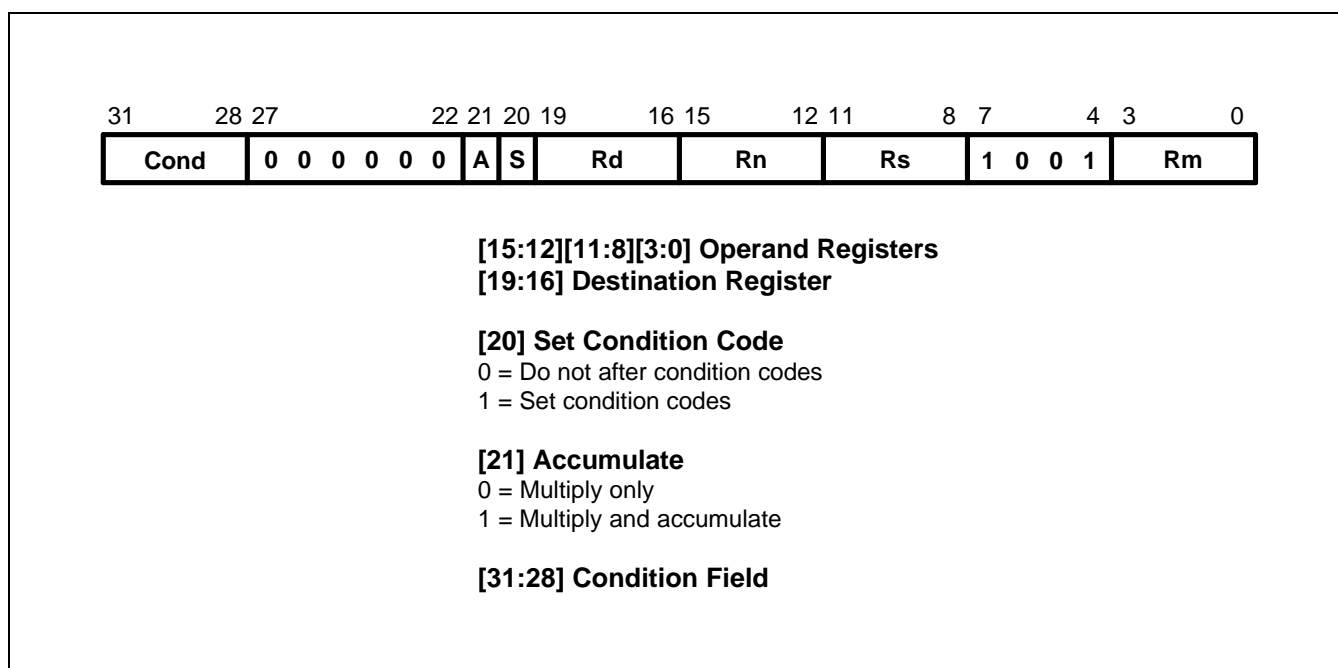 31 28 27 22 21 20 19 16 15 12 11 8 7 4 3 0
Cond 0 0 0 0 0 0 A S Rd Rn Rs 1 0 0 1 Rm
[15:12][11:8][3:0] Operand Registers
[19:16] Destination Register
[20] Set Condition Code
0 = Do not after condition codes
1 = Set condition codes
[21] Accumulate
0 = Multiply only
1 = Multiply and accumulate
[31:28] Condition Field